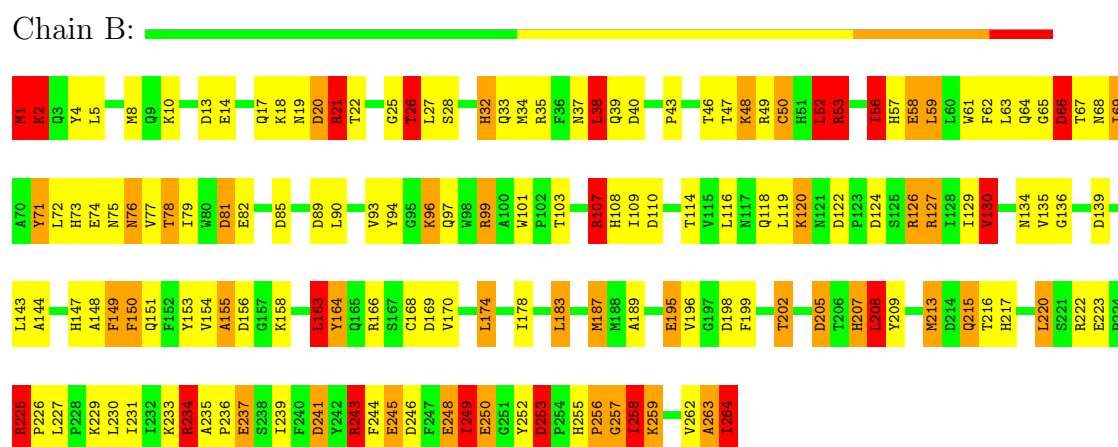 Chain B:
M1 K2 Q3 Y4 L5 M8 Q9 K10 D13 E14 Q17 K18 N19 D20 R21 T22 G25 T26 L27 S28 H32 Q33 M34 R35 F36 N37 L38 Q39 D40 P43 T46 T47 K48 R49 C50 H51 L52 R53 I56 H57 E58 L59 L60 W61 F62 L63 Q64 G65 D66 T67 N68 I69
A70 Y71 L72 H73 E74 N75 N76 V77 T78 I79 W80 D81 E82 D85 D89 L90 V93 Y94 G95 K96 Q97 W98 R99 A100 W101 P102 T103 R107 H108 I109 D110 T114 V115 L116 N117 Q118 L119 K120 N121 D122 P123 D124 S125 R126 R127 I128 I129 V130 N134 V135 G136 D139
L143 A144 H147 A148 F149 F150 Q151 F152 Y153 V154 A155 D156 G157 K158 L163 Y164 Q165 R166 S167 C168 D169 V170 L174 I178 L183 M187 M188 A189 E195 V196 G197 D198 F199 T202 D205 T206 H207 L208 Y209 M213 D214 Q215 T216 H217 L220 S221 R222 E223
R225 P226 L227 P228 K229 L230 I231 I232 K233 R234 A235 P236 E237 S238 I239 F240 D241 Y242 R243 F244 E245 D246 F247 E248 I249 E250 G251 Y252 D253 P254 H255 P256 G257 I258 K259 V262 A263 I264